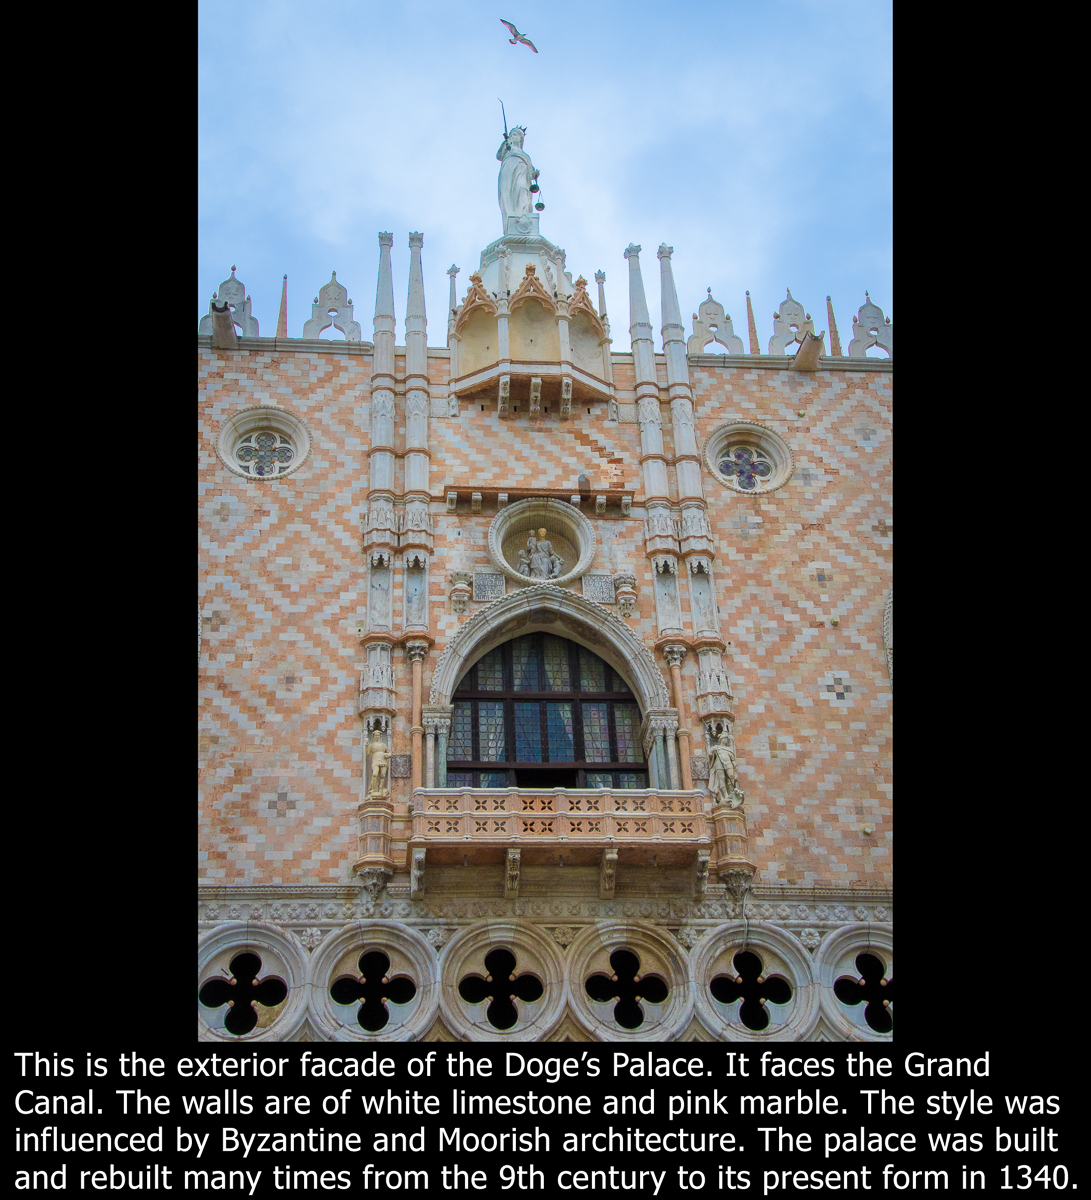 This is the exterior facade of the Doge’s Palace. It faces the Grand
Canal. The walls are of white limestone and pink marble. The style was
influenced by Byzantine and Moorish architecture. The palace was built
and rebuilt many times from the 9th century to its present form in 1340.